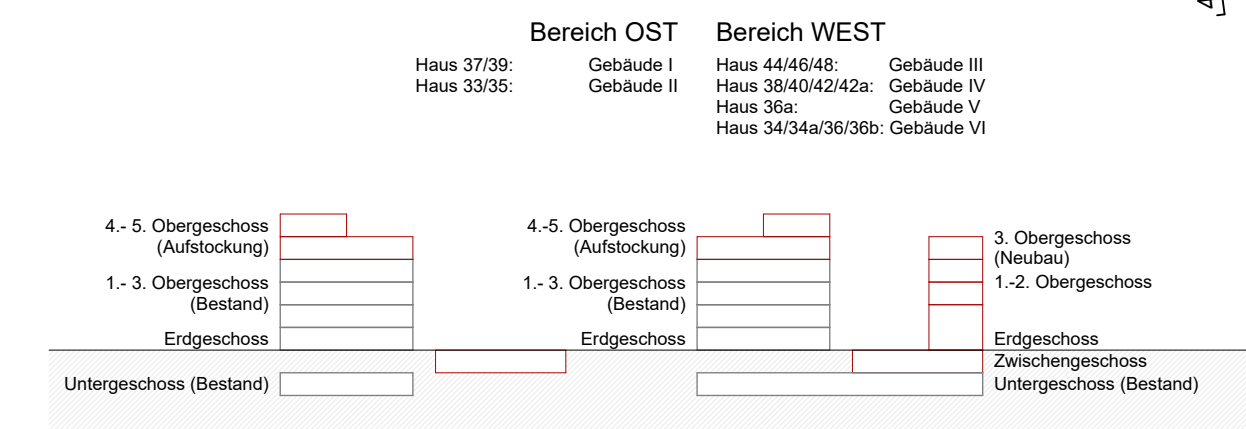 Bereich OST
Haus 37/39: Gebäude I
Haus 33/35: Gebäude II
Bereich WEST
Haus 44/46/48: Gebäude III
Haus 38/40/42/42a: Gebäude IV
Haus 36a: Gebäude V
Haus 34/34a/36/36b: Gebäude VI
4.- 5. Obergeschoss
(Aufstockung)
1.- 3. Obergeschoss
(Bestand)
Erdgeschoss
Untergeschoss (Bestand)
4.-5. Obergeschoss
(Aufstockung)
1.- 3. Obergeschoss
(Bestand)
Erdgeschoss
3. Obergeschoss
(Neubau)
1.-2. Obergeschoss
Erdgeschoss
Zwischengeschoss
Untergeschoss (Bestand)